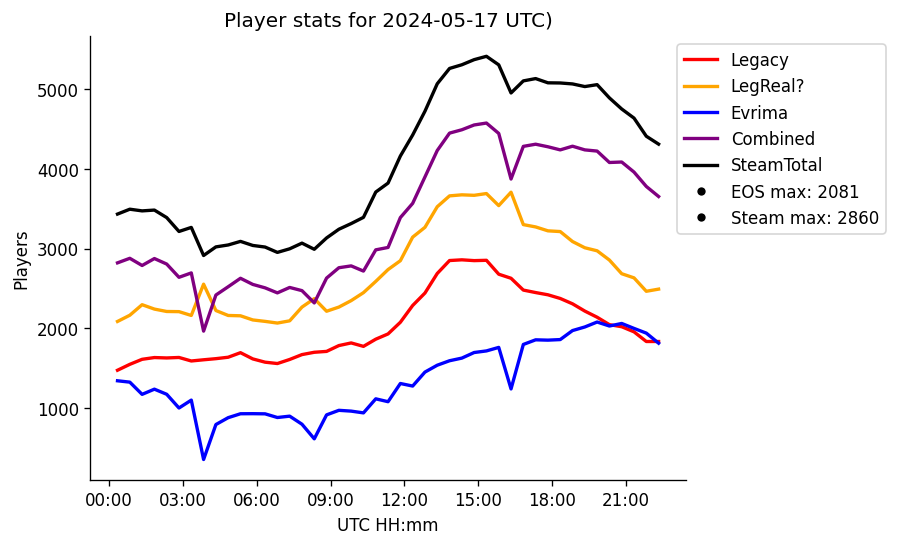 Player stats for 2024-05-17 UTC)
Legacy
LegReal?
Evrima
Combined
SteamTotal
EOS max: 2081
Steam max: 2860
Players
5000
4000
3000
2000
1000
00:00 03:00 06:00 09:00 12:00 15:00 18:00 21:00
UTC HH:mm